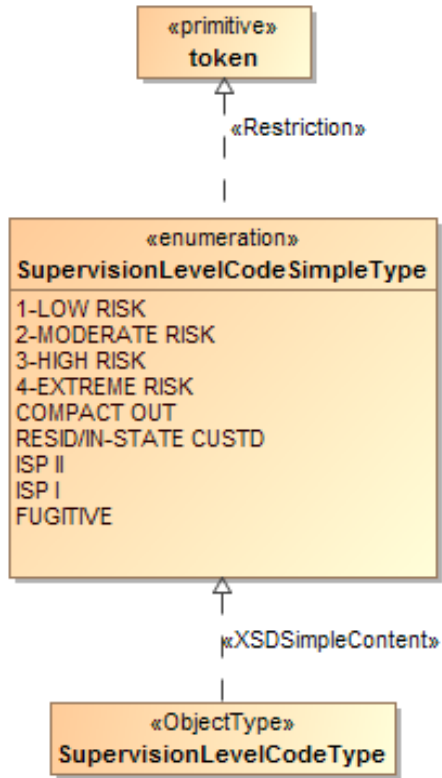 «primitive»
token
«Restriction»
«enumeration»
SupervisionLevelCodeSimpleType
1-LOW RISK
2-MODERATE RISK
3-HIGH RISK
4-EXTREME RISK
COMPACT OUT
RESID/IN-STATE CUSTD
ISP II
ISP I
FUGITIVE
«XSDSimpleContent»
«ObjectType»
SupervisionLevelCodeType